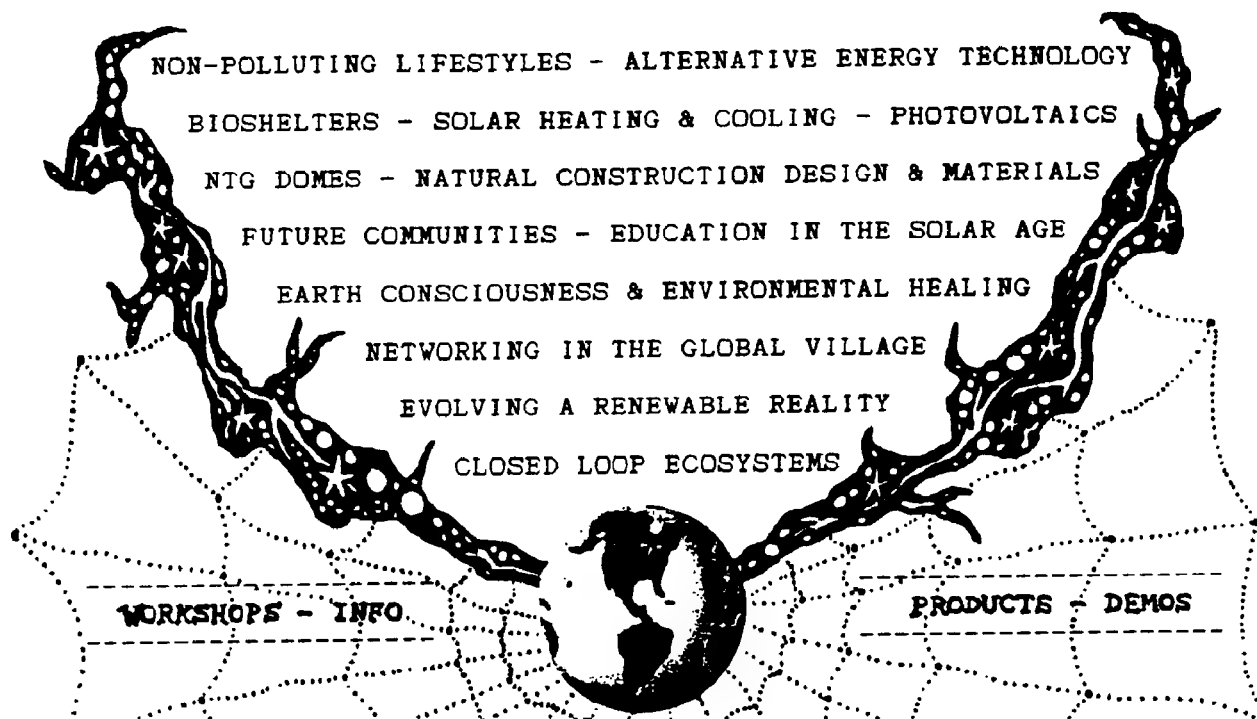 NON-POLLUTING LIFESTYLES - ALTERNATIVE ENERGY TECHNOLOGY
BIOSHELTERS - SOLAR HEATING & COOLING - PHOTOVOLTAICS
NTG DOMES - NATURAL CONSTRUCTION DESIGN & MATERIALS
FUTURE COMMUNITIES - EDUCATION IN THE SOLAR AGE
EARTH CONSCIOUSNESS & ENVIRONMENTAL HEALING
NETWORKING IN THE GLOBAL VILLAGE
EVOLVING A RENEWABLE REALITY
CLOSED LOOP ECOSYSTEMS
WORKSHOPS - INFO
PRODUCTS - DEMOS